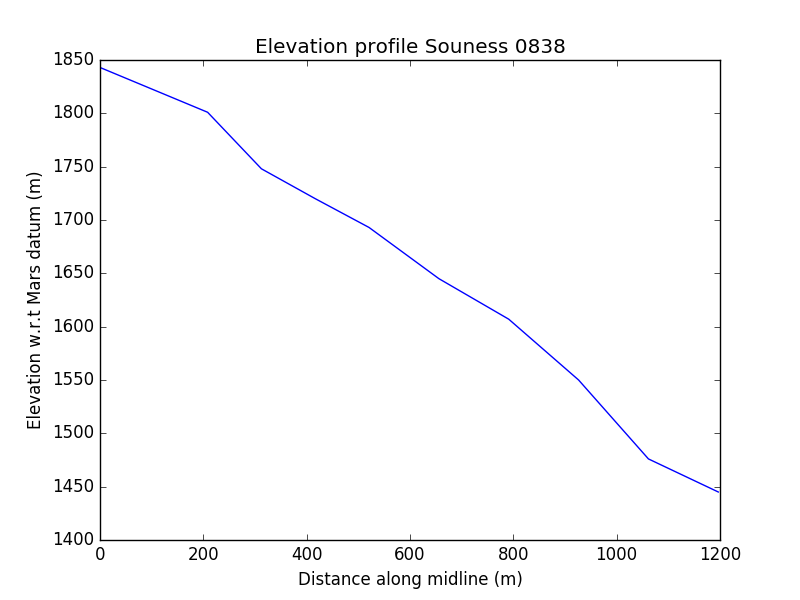 Elevation profile Souness 0838
1850
1800
1750
1700
1650
1600
1550
1500
1450
1400
Elevation w.r.t Mars datum (m)
0 200 400 600 800 1000 1200
Distance along midline (m)